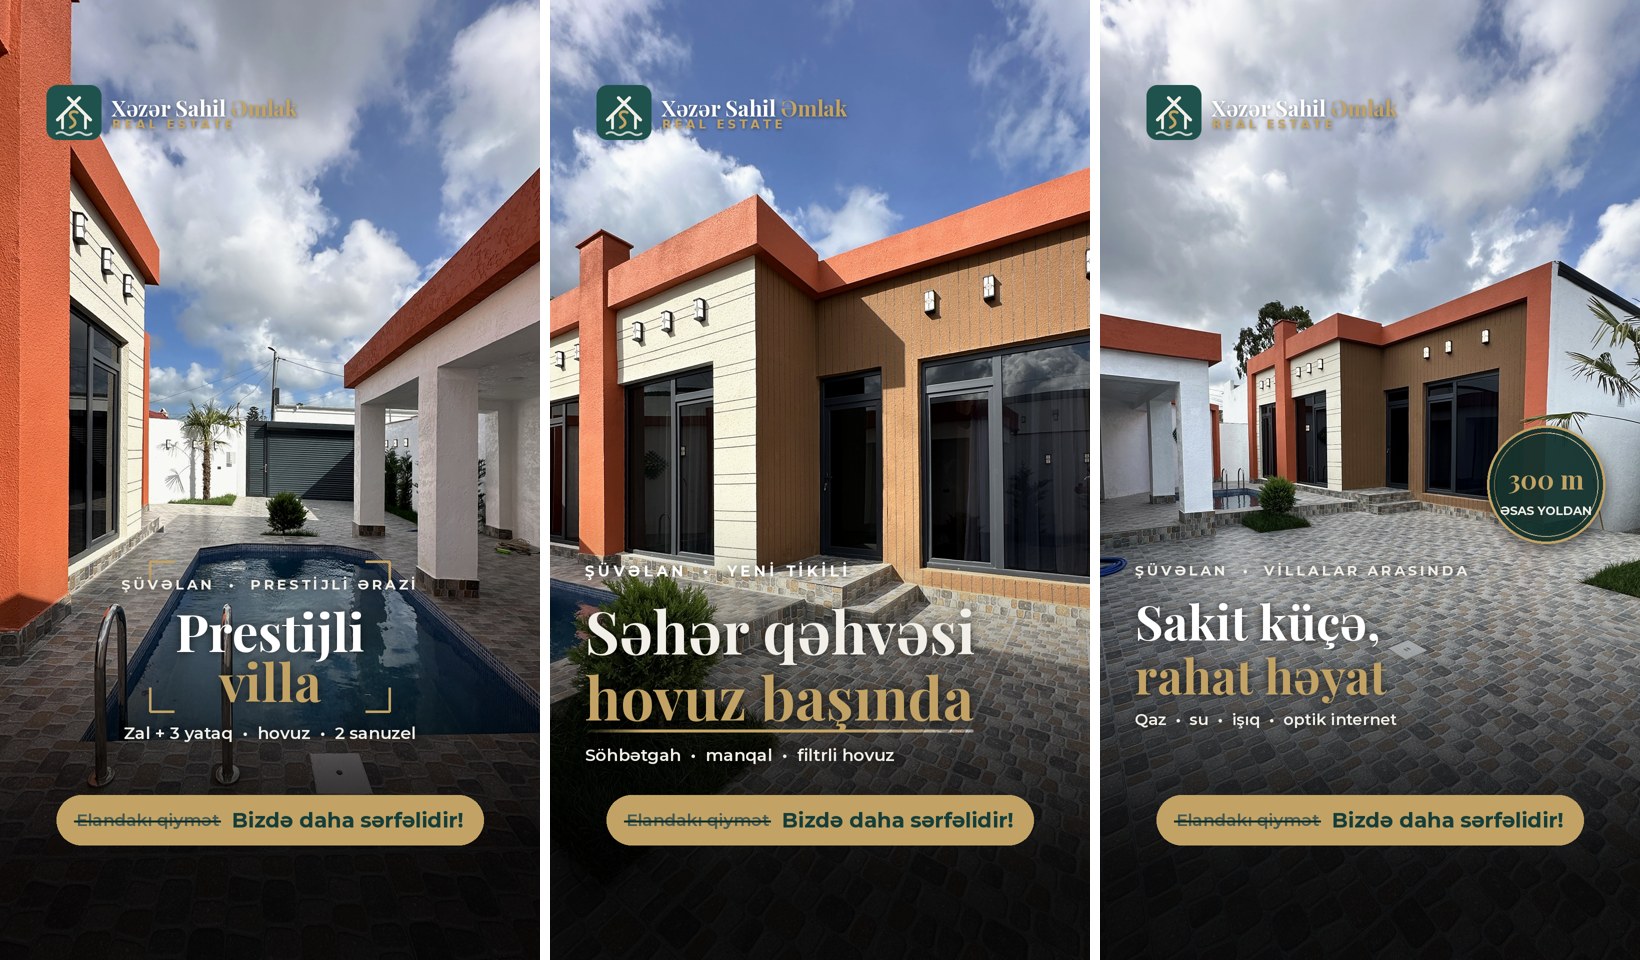 Xəzər Sahil Əmlak
REAL ESTATE
ŞÜVƏLAN • PRESTİJLİ ƏRAZİ
Prestijli
villa
Zal + 3 yataq • hovuz • 2 sanuzel
Elandakı qiymət Bizdə daha sərfəlidir!
Xəzər Sahil Əmlak
REAL ESTATE
ŞÜVƏLAN • YENİ TİKİLİ
Səhər qəhvəsi
hovuz başında
Söhbətgah • manqal • filtrli hovuz
Elandakı qiymət Bizdə daha sərfəlidir!
Xəzər Sahil Əmlak
REAL ESTATE
300 m
ƏSAS YOLDAN
ŞÜVƏLAN • VİLLALAR ARASINDA
Sakit küçə,
rahat həyat
Qaz • su • işıq • optik internet
Elandakı qiymət Bizdə daha sərfəlidir!